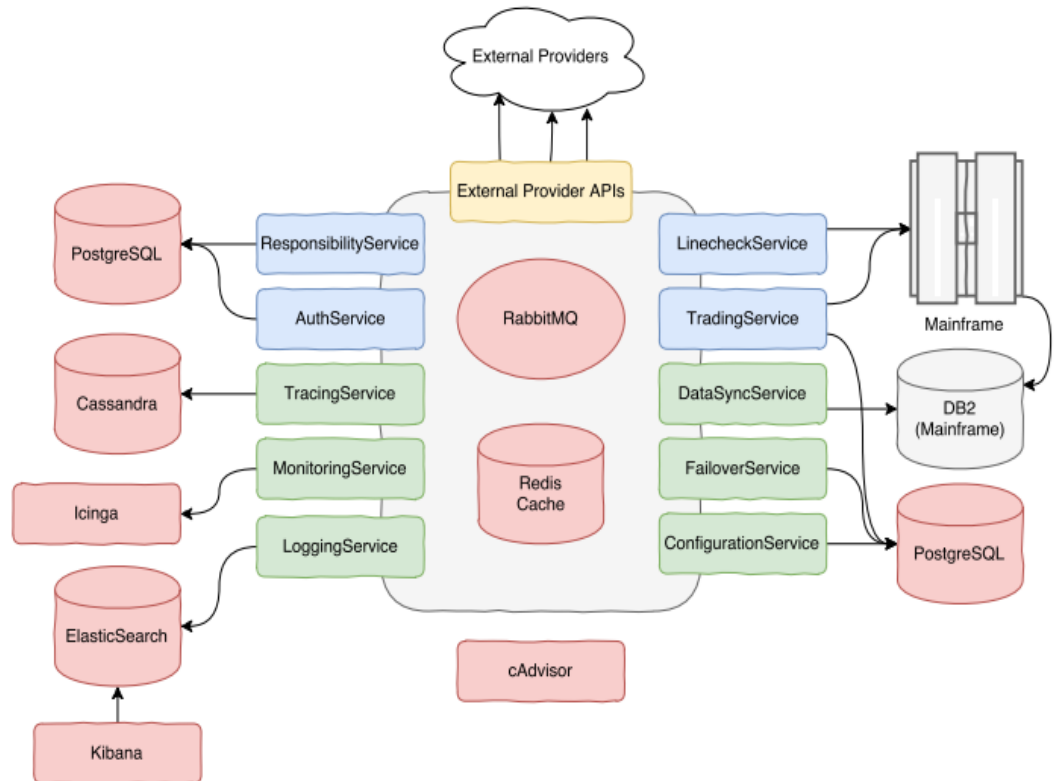 External Providers
External Provider APIs
PostgreSQL
ResponsibilityService
LinecheckService
AuthService
RabbitMQ
TradingService
Mainframe
Cassandra
TracingService
DataSyncService
DB2
(Mainframe)
MonitoringService
Redis
Cache
FailoverService
Icinga
LoggingService
ConfigurationService
PostgreSQL
ElasticSearch
cAdvisor
Kibana